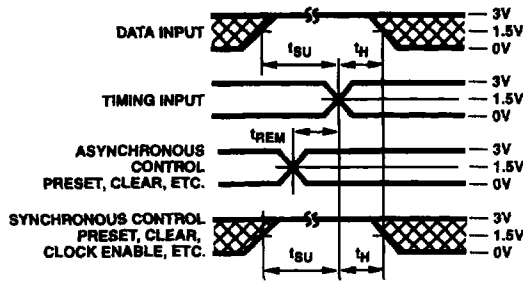 DATA INPUT
3V
1.5V
0V
tSU
tH
TIMING INPUT
3V
1.5V
0V
tREM
ASYNCHRONOUS
CONTROL
PRESET, CLEAR, ETC.
3V
1.5V
0V
SYNCHRONOUS CONTROL
PRESET, CLEAR,
CLOCK ENABLE, ETC.
3V
1.5V
0V
tSU
tH